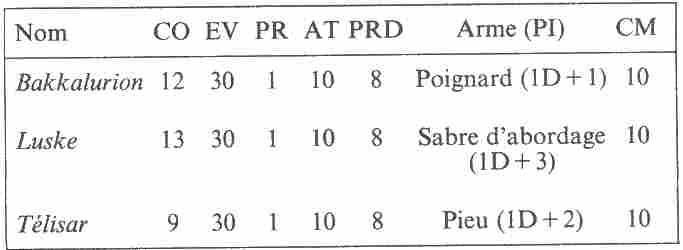 Nom CO EV PR AT PRD Arme (PI) CM
Bakkalurion 12 30 1 10 8 Poignard (1D + 1) 10
Luske 13 30 1 10 8 Sabre d'abordage 10
(1D + 3)
Télisar 9 30 1 10 8 Pieu (1D + 2) 10